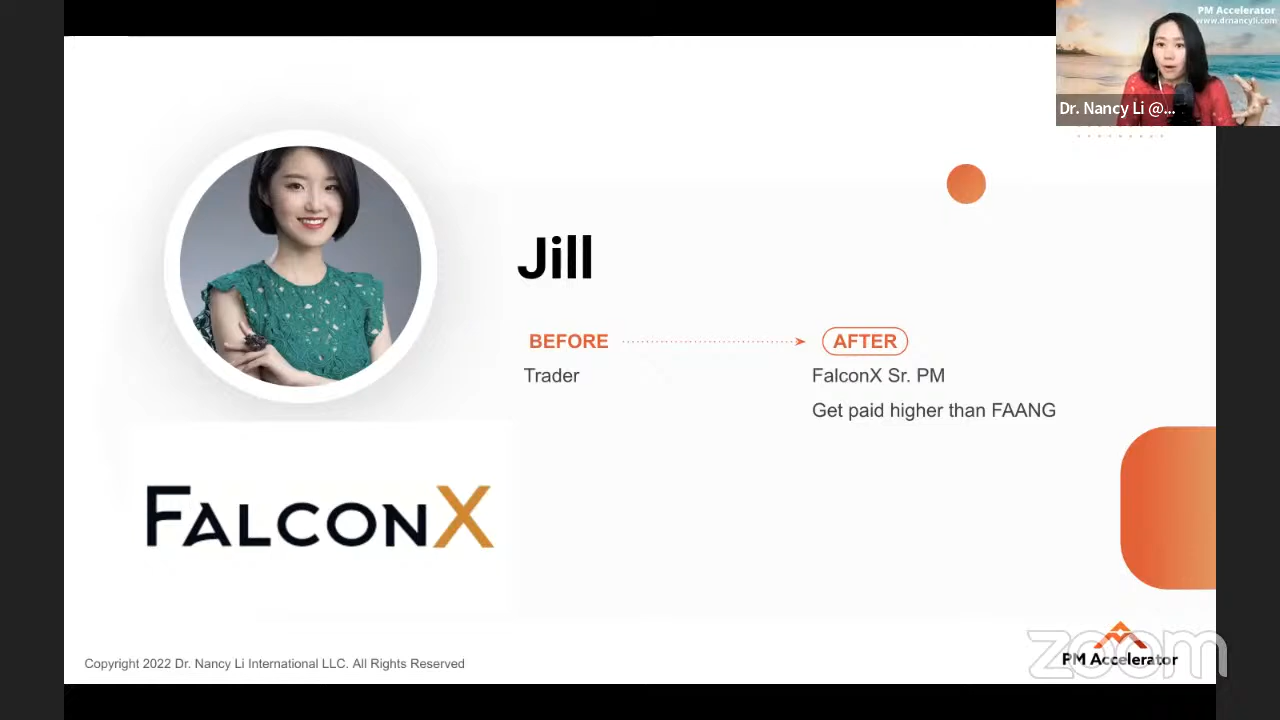 PM Accelerator
www.drnancyli.com
Dr. Nancy Li @...
Jill
BEFORE
AFTER
Trader
FalconX Sr. PM
Get paid higher than FAANG
FALCONX
Copyright 2022 Dr. Nancy Li International LLC. All Rights Reserved
zoom
PM Accelerator